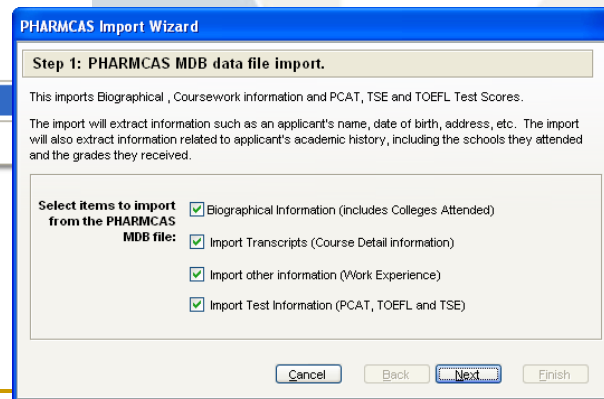 PHARMCAS Import Wizard
Step 1: PHARMCAS MDB data file import.
This imports Biographical , Coursework information and PCAT, TSE and TOEFL Test Scores.
The import will extract information such as an applicant's name, date of birth, address, etc. The import
will also extract information related to applicant's academic history, including the schools they attended
and the grades they received.
Select items to import
from the PHARMCAS
MDB file:
Biographical Information (includes Colleges Attended)
Import Transcripts (Course Detail information)
Import other information (Work Experience)
Import Test Information (PCAT, TOEFL and TSE)
Cancel Back Next Finish